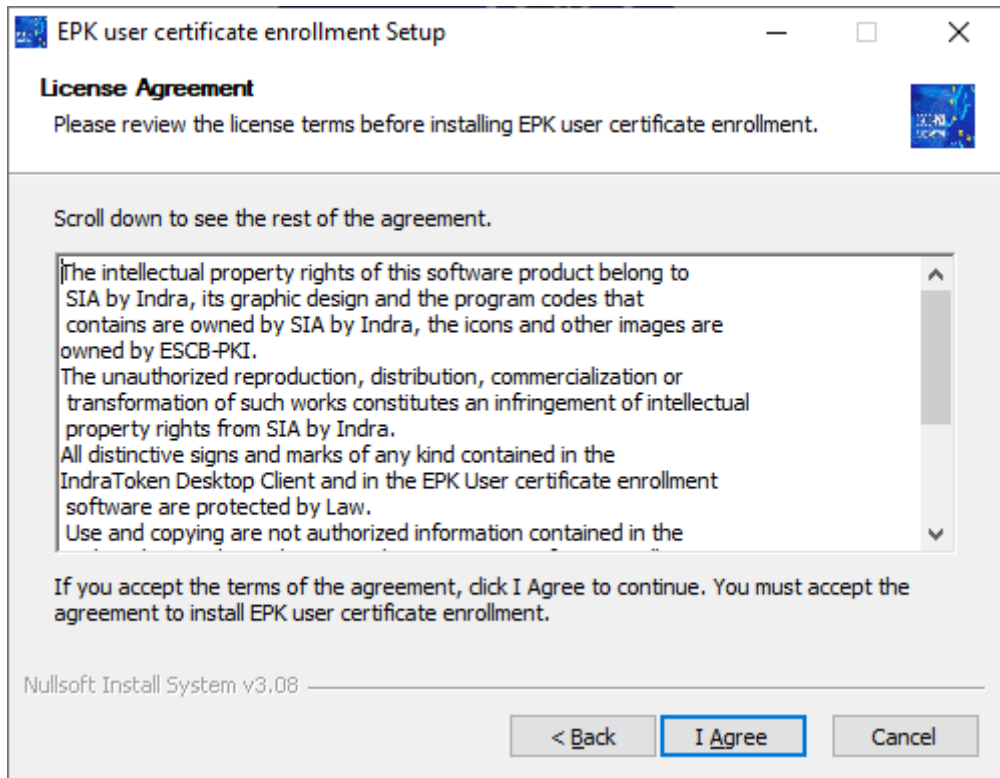 EPK user certificate enrollment Setup
License Agreement
Please review the license terms before installing EPK user certificate enrollment.
Scroll down to see the rest of the agreement.
The intellectual property rights of this software product belong to
SIA by Indra, its graphic design and the program codes that
contains are owned by SIA by Indra, the icons and other images are
owned by ESCB-PKI.
The unauthorized reproduction, distribution, commercialization or
transformation of such works constitutes an infringement of intellectual
property rights from SIA by Indra.
All distinctive signs and marks of any kind contained in the
IndraToken Desktop Client and in the EPK User certificate enrollment
software are protected by Law.
Use and copying are not authorized information contained in the
If you accept the terms of the agreement, click I Agree to continue. You must accept the
agreement to install EPK user certificate enrollment.
Nullsoft Install System v3.08
< Back
I Agree
Cancel